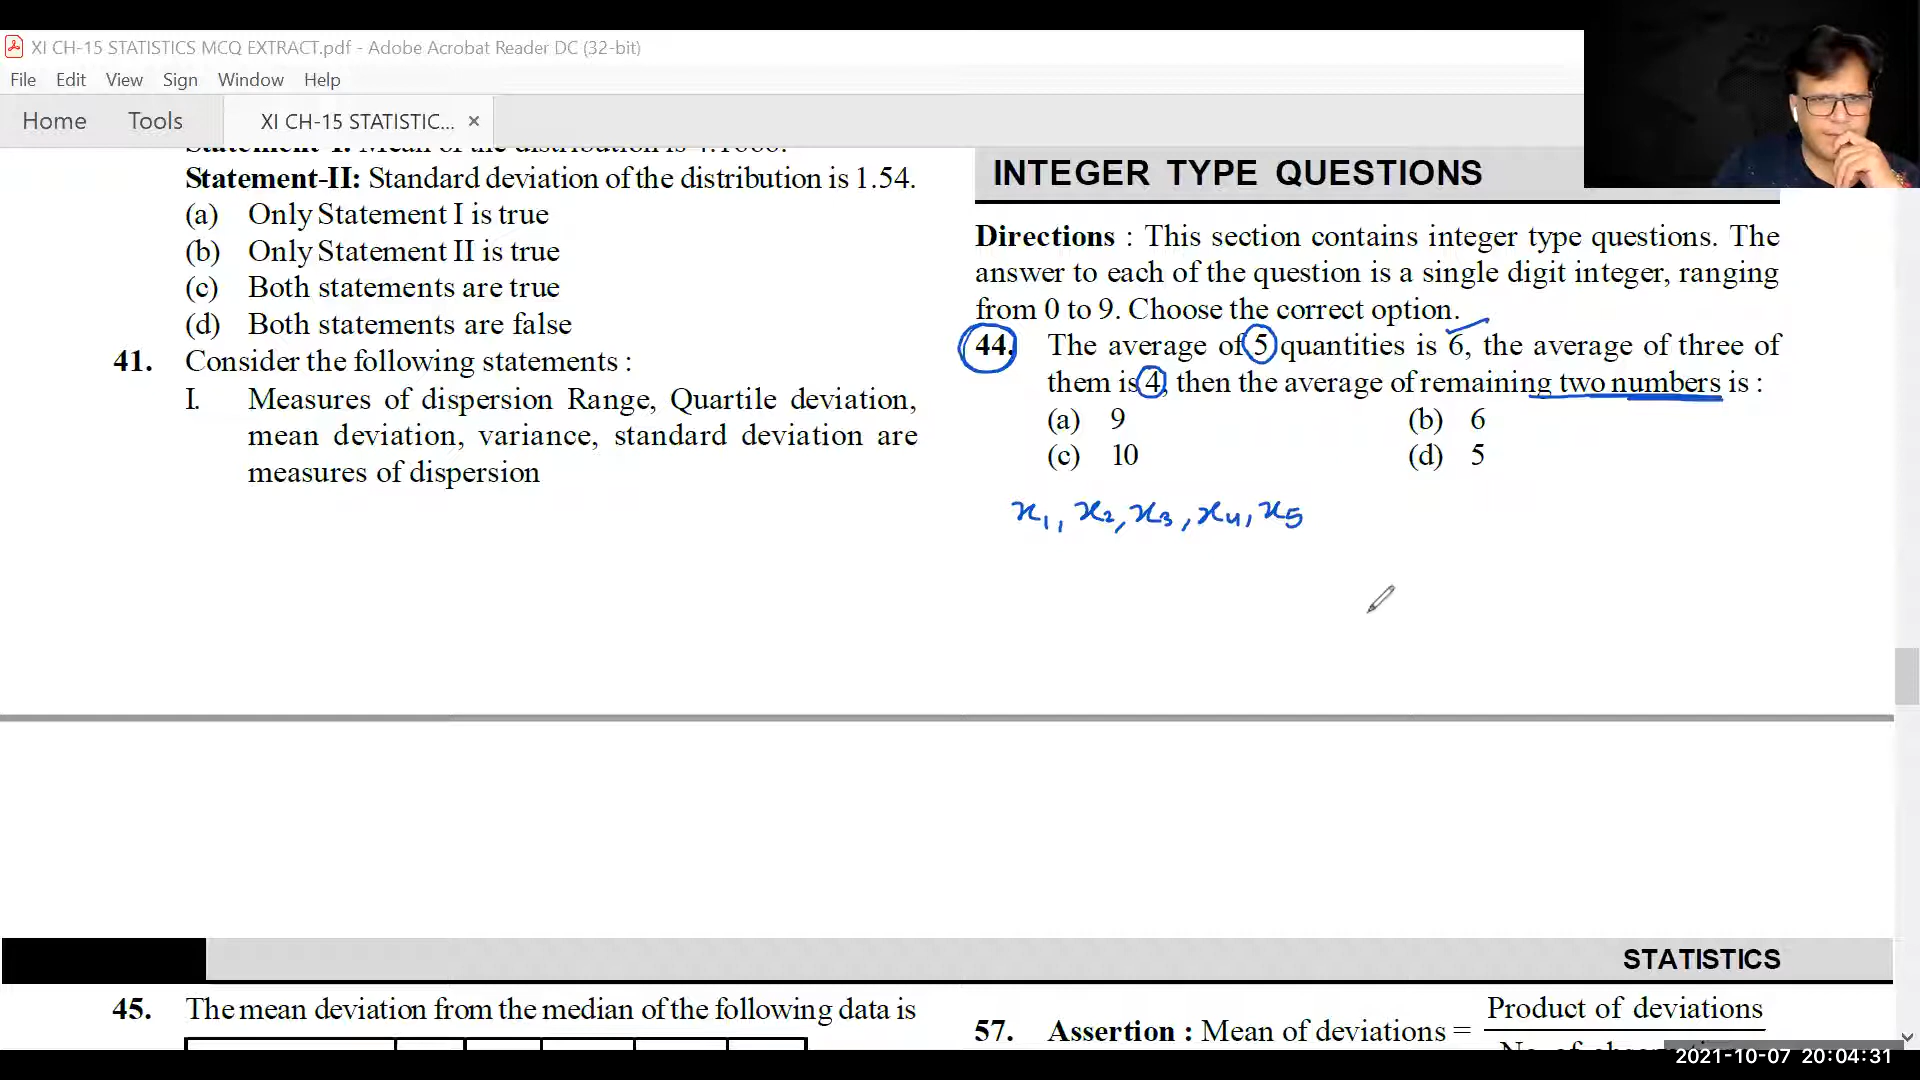 XI CH-15 STATISTICS MCQ EXTRACT.pdf - Adobe Acrobat Reader DC (32-bit)
File Edit View Sign Window Help
Home Tools XI CH-15 STATISTIC... ×
Statement-I: Mean of the distribution is 4.1666.
Statement-II: Standard deviation of the distribution is 1.54.
(a) Only Statement I is true
(b) Only Statement II is true
(c) Both statements are true
(d) Both statements are false
41. Consider the following statements :
I. Measures of dispersion Range, Quartile deviation,
mean deviation, variance, standard deviation are
measures of dispersion
INTEGER TYPE QUESTIONS
Directions : This section contains integer type questions. The
answer to each of the question is a single digit integer, ranging
from 0 to 9. Choose the correct option.
44. The average of 5 quantities is 6, the average of three of
them is 4, then the average of remaining two numbers is :
(a) 9 (b) 6
(c) 10 (d) 5
x1, x2, x3, x4, x5
STATISTICS
45. The mean deviation from the median of the following data is
57. Assertion : Mean of deviations = Product of deviations
2021-10-07 20:04:31